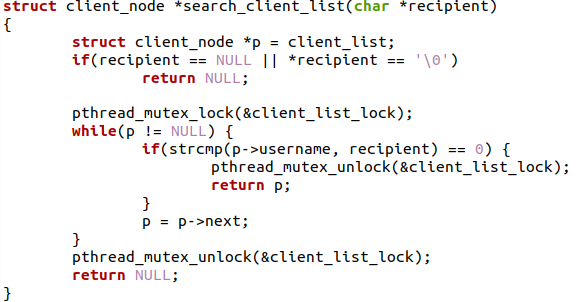 struct client_node *search_client_list(char *recipient)
{
        struct client_node *p = client_list;
        if(recipient == NULL || *recipient == '\0')
                return NULL;

        pthread_mutex_lock(&client_list_lock);
        while(p != NULL) {
                if(strcmp(p->username, recipient) == 0) {
                        pthread_mutex_unlock(&client_list_lock);
                        return p;
                }
                p = p->next;
        }
        pthread_mutex_unlock(&client_list_lock);
        return NULL;
}